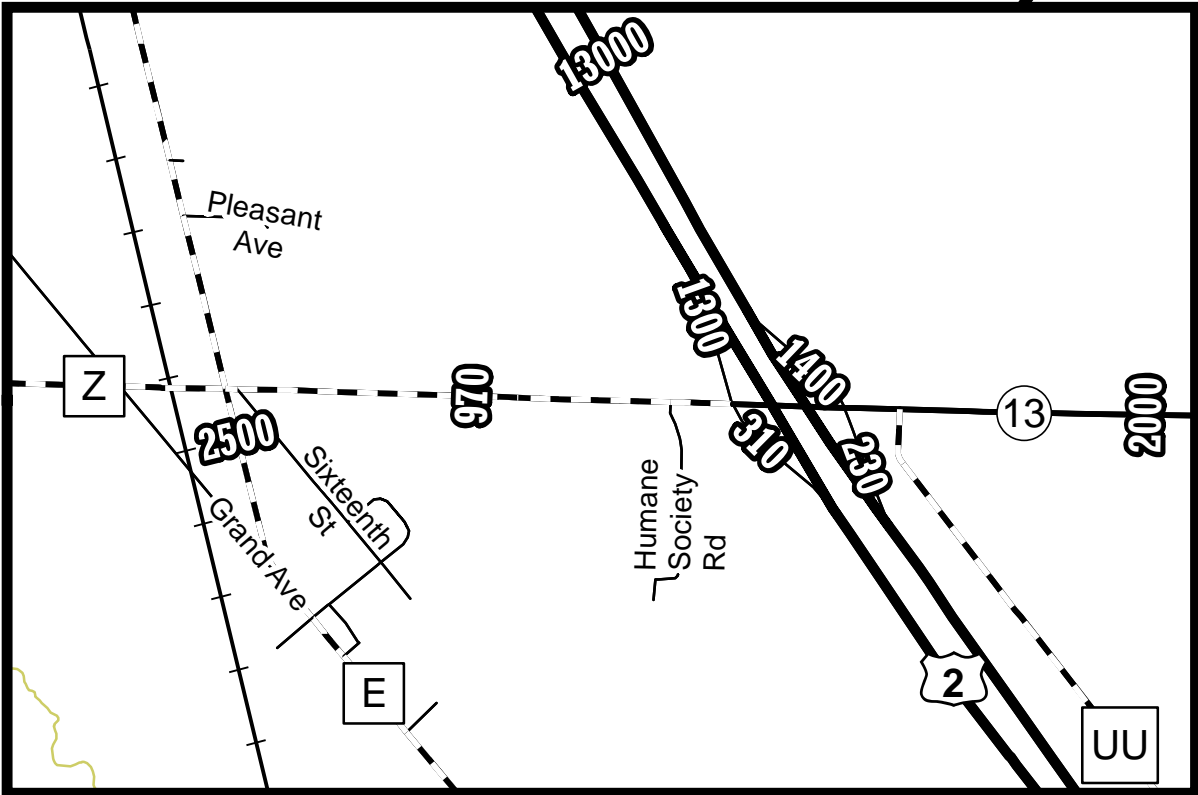 13000
Pleasant
Ave
1300
1400
Z
970
13
2000
2500
310
230
Sixteenth
St
Humane
Society
Rd
Grand Ave
E
2
UU